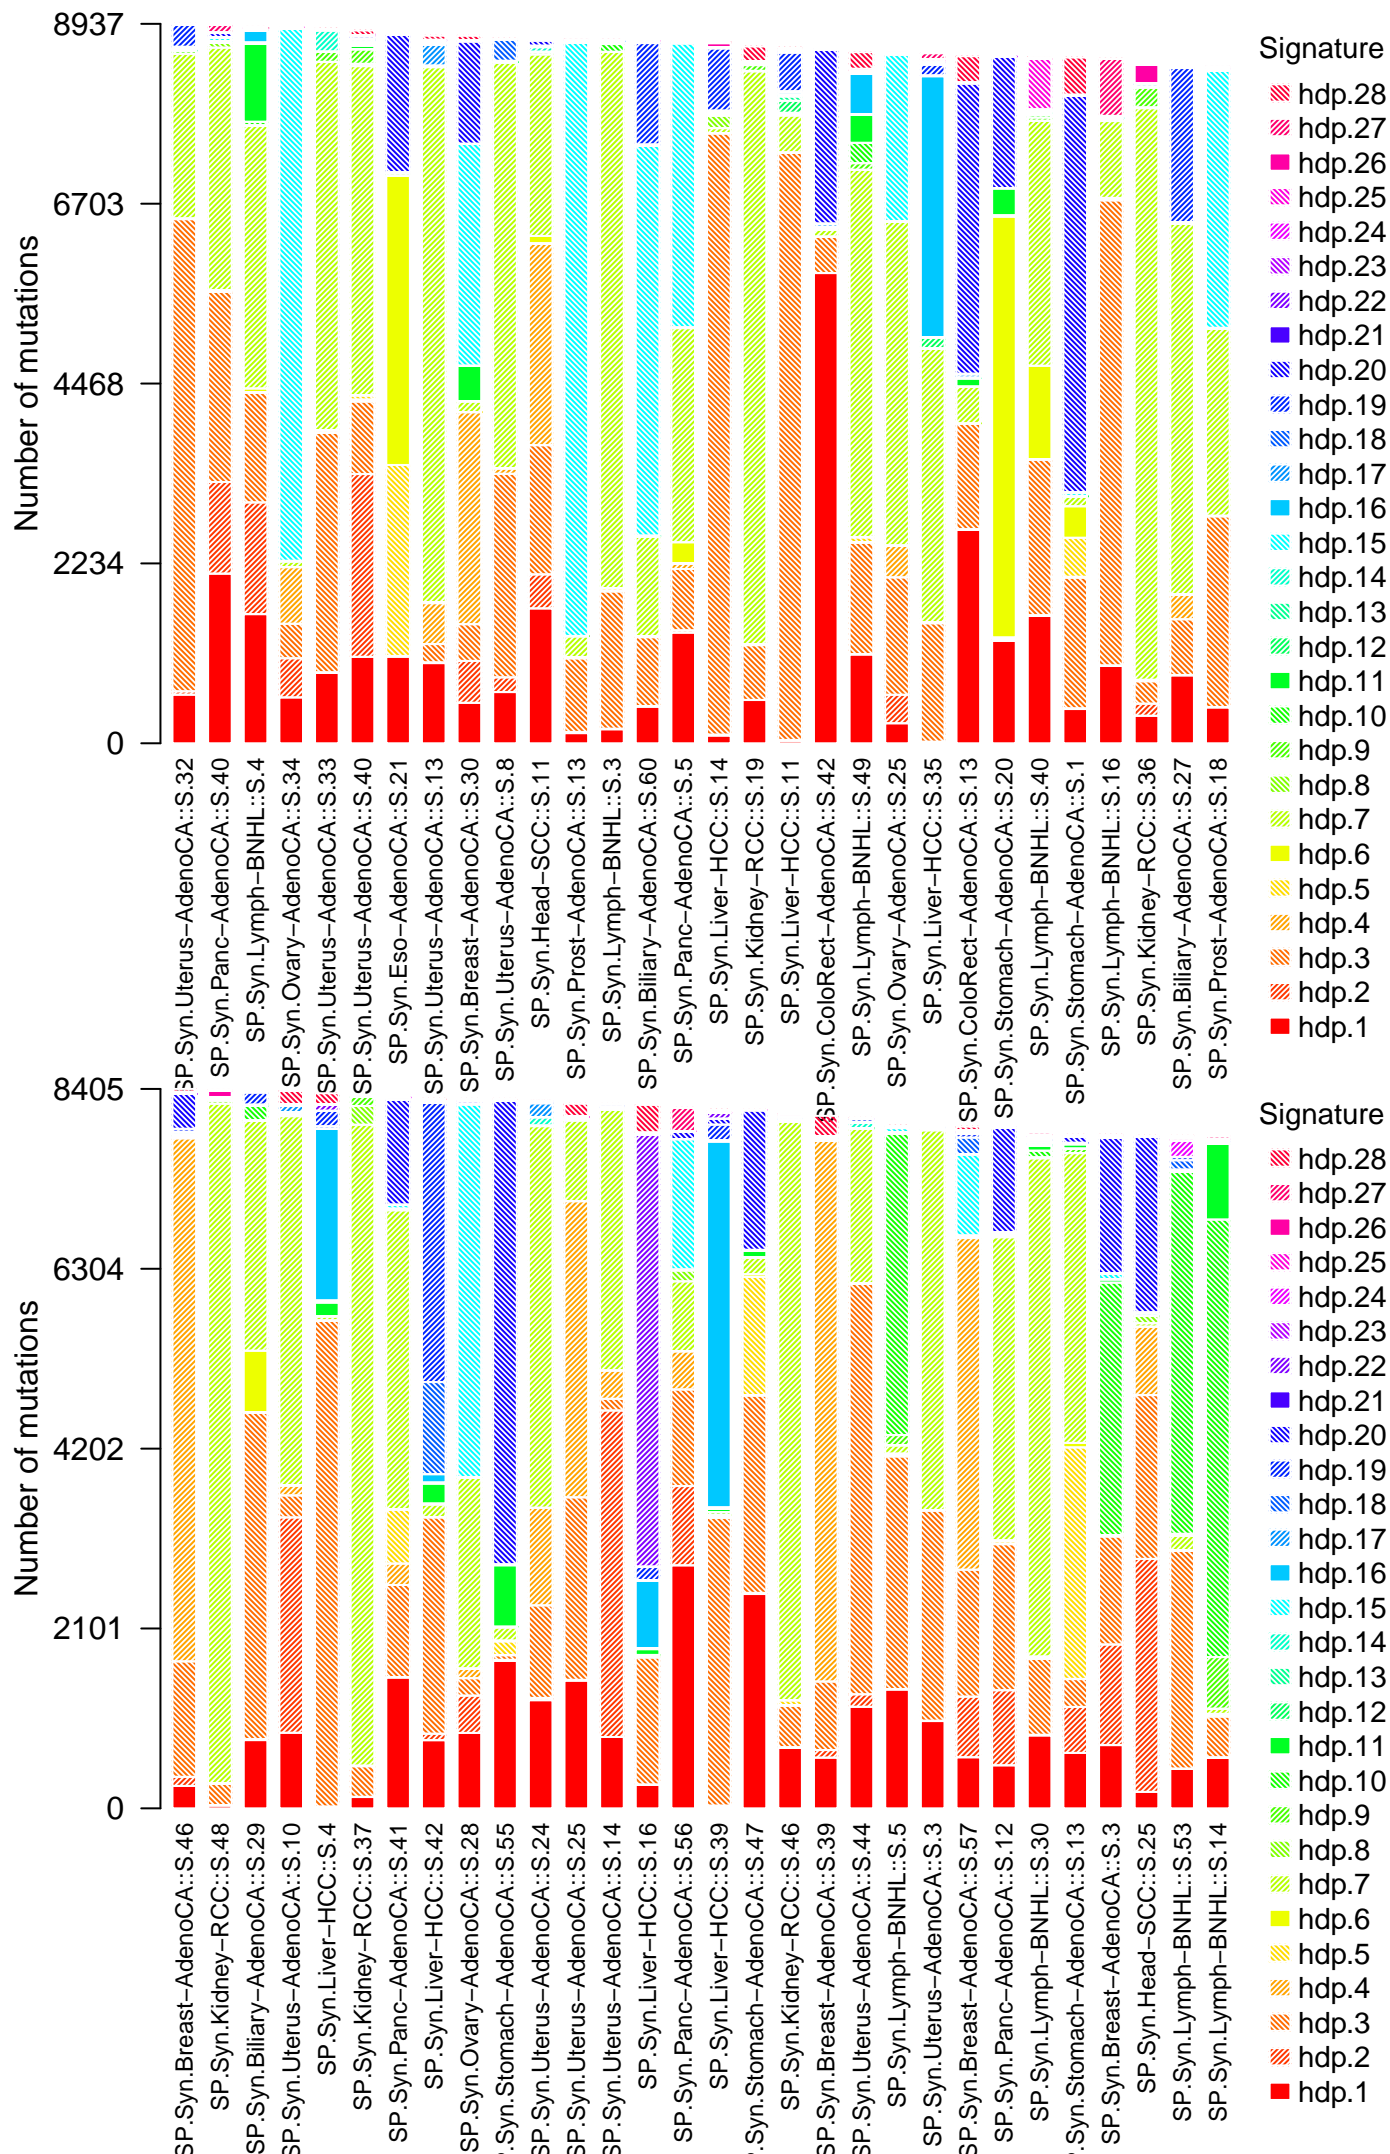 8937
6703
4468
2234
0
Number of mutations
Signature
hdp.28
hdp.27
hdp.26
hdp.25
hdp.24
hdp.23
hdp.22
hdp.21
hdp.20
hdp.19
hdp.18
hdp.17
hdp.16
hdp.15
hdp.14
hdp.13
hdp.12
hdp.11
hdp.10
hdp.9
hdp.8
hdp.7
hdp.6
hdp.5
hdp.4
hdp.3
hdp.2
hdp.1
SP.Syn.Uterus−AdenoCA::S.32
SP.Syn.Panc−AdenoCA::S.40
SP.Syn.Lymph−BNHL::S.4
SP.Syn.Ovary−AdenoCA::S.34
SP.Syn.Uterus−AdenoCA::S.33
SP.Syn.Uterus−AdenoCA::S.40
SP.Syn.Eso−AdenoCA::S.21
SP.Syn.Uterus−AdenoCA::S.13
SP.Syn.Breast−AdenoCA::S.30
SP.Syn.Uterus−AdenoCA::S.8
SP.Syn.Head−SCC::S.11
SP.Syn.Prost−AdenoCA::S.13
SP.Syn.Lymph−BNHL::S.3
SP.Syn.Biliary−AdenoCA::S.60
SP.Syn.Panc−AdenoCA::S.5
SP.Syn.Liver−HCC::S.14
SP.Syn.Kidney−RCC::S.19
SP.Syn.Liver−HCC::S.11
SP.Syn.ColoRect−AdenoCA::S.42
SP.Syn.Lymph−BNHL::S.49
SP.Syn.Ovary−AdenoCA::S.25
SP.Syn.Liver−HCC::S.35
SP.Syn.ColoRect−AdenoCA::S.13
SP.Syn.Stomach−AdenoCA::S.20
SP.Syn.Lymph−BNHL::S.40
SP.Syn.Stomach−AdenoCA::S.1
SP.Syn.Lymph−BNHL::S.16
SP.Syn.Kidney−RCC::S.36
SP.Syn.Biliary−AdenoCA::S.27
SP.Syn.Prost−AdenoCA::S.18
8405
6304
4202
2101
0
Number of mutations
Signature
hdp.28
hdp.27
hdp.26
hdp.25
hdp.24
hdp.23
hdp.22
hdp.21
hdp.20
hdp.19
hdp.18
hdp.17
hdp.16
hdp.15
hdp.14
hdp.13
hdp.12
hdp.11
hdp.10
hdp.9
hdp.8
hdp.7
hdp.6
hdp.5
hdp.4
hdp.3
hdp.2
hdp.1
SP.Syn.Breast−AdenoCA::S.46
SP.Syn.Kidney−RCC::S.48
SP.Syn.Biliary−AdenoCA::S.29
SP.Syn.Uterus−AdenoCA::S.10
SP.Syn.Liver−HCC::S.4
SP.Syn.Kidney−RCC::S.37
SP.Syn.Panc−AdenoCA::S.41
SP.Syn.Liver−HCC::S.42
SP.Syn.Ovary−AdenoCA::S.28
.Syn.Stomach−AdenoCA::S.55
SP.Syn.Uterus−AdenoCA::S.24
SP.Syn.Uterus−AdenoCA::S.25
SP.Syn.Uterus−AdenoCA::S.14
SP.Syn.Liver−HCC::S.16
SP.Syn.Panc−AdenoCA::S.56
SP.Syn.Liver−HCC::S.39
.Syn.Stomach−AdenoCA::S.47
SP.Syn.Kidney−RCC::S.46
SP.Syn.Breast−AdenoCA::S.39
SP.Syn.Uterus−AdenoCA::S.44
SP.Syn.Lymph−BNHL::S.5
SP.Syn.Uterus−AdenoCA::S.3
SP.Syn.Breast−AdenoCA::S.57
SP.Syn.Panc−AdenoCA::S.12
SP.Syn.Lymph−BNHL::S.30
.Syn.Stomach−AdenoCA::S.13
SP.Syn.Breast−AdenoCA::S.3
SP.Syn.Head−SCC::S.25
SP.Syn.Lymph−BNHL::S.53
SP.Syn.Lymph−BNHL::S.14